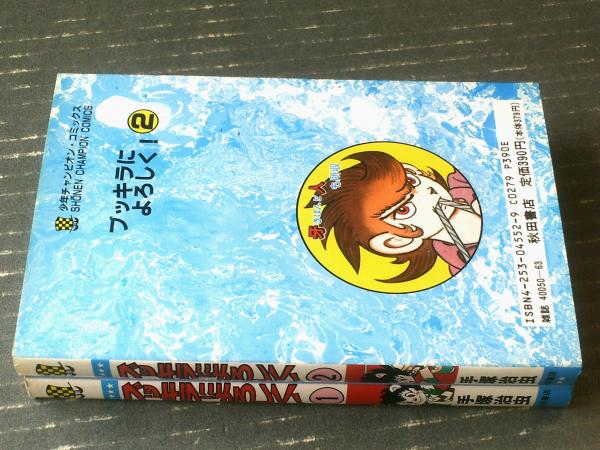 少年チャンピオン・コミックス
SHŌNEN CHAMPION COMICS
ブッキラに
よろしく!
2
ISBN4-253-04552-9 C0279 P390E
秋田書店 定価390円(本体379円)
雑誌 40050-63
ブッキラによろしく
2
手塚治虫
ブッキラによろしく
1
手塚治虫